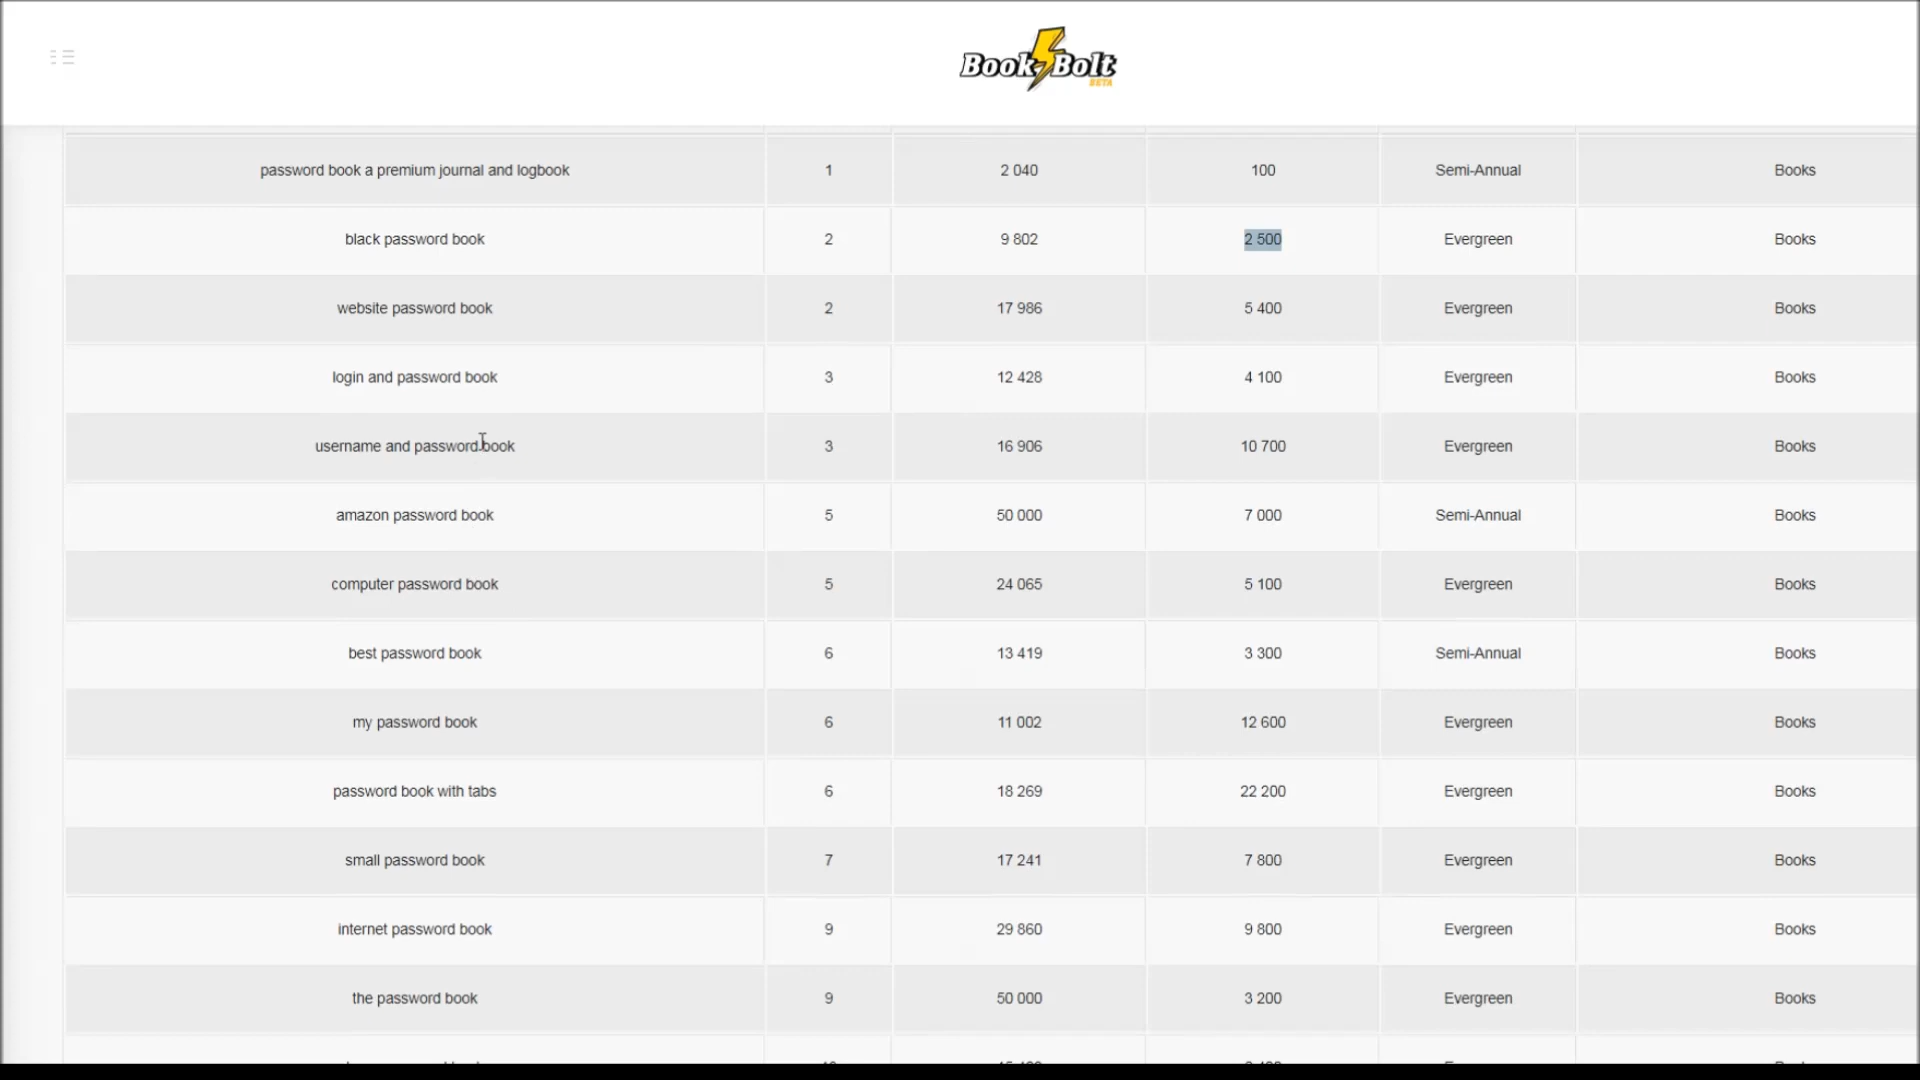 Book Bolt
BETA
password book a premium journal and logbook 1 2 040 100 Semi-Annual Books
black password book 2 9 802 2 500 Evergreen Books
website password book 2 17 986 5 400 Evergreen Books
login and password book 3 12 428 4 100 Evergreen Books
username and password book 3 16 906 10 700 Evergreen Books
amazon password book 5 50 000 7 000 Semi-Annual Books
computer password book 5 24 065 5 100 Evergreen Books
best password book 6 13 419 3 300 Semi-Annual Books
my password book 6 11 002 12 600 Evergreen Books
password book with tabs 6 18 269 22 200 Evergreen Books
small password book 7 17 241 7 800 Evergreen Books
internet password book 9 29 860 9 800 Evergreen Books
the password book 9 50 000 3 200 Evergreen Books